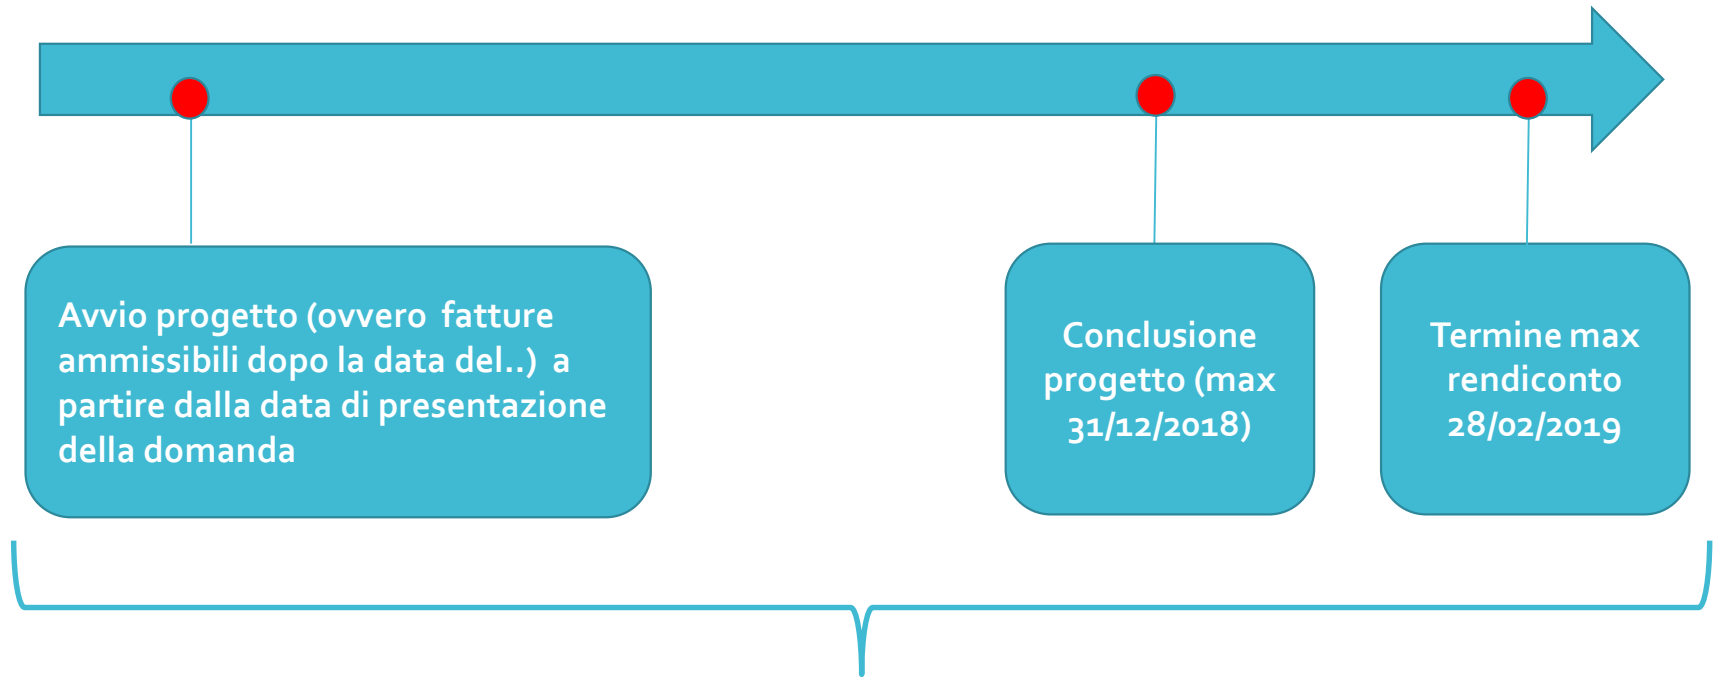 Avvio progetto (ovvero fatture
ammissibili dopo la data del..) a
partire dalla data di presentazione
della domanda
Conclusione
progetto (max
31/12/2018)
Termine max
rendiconto
28/02/2019